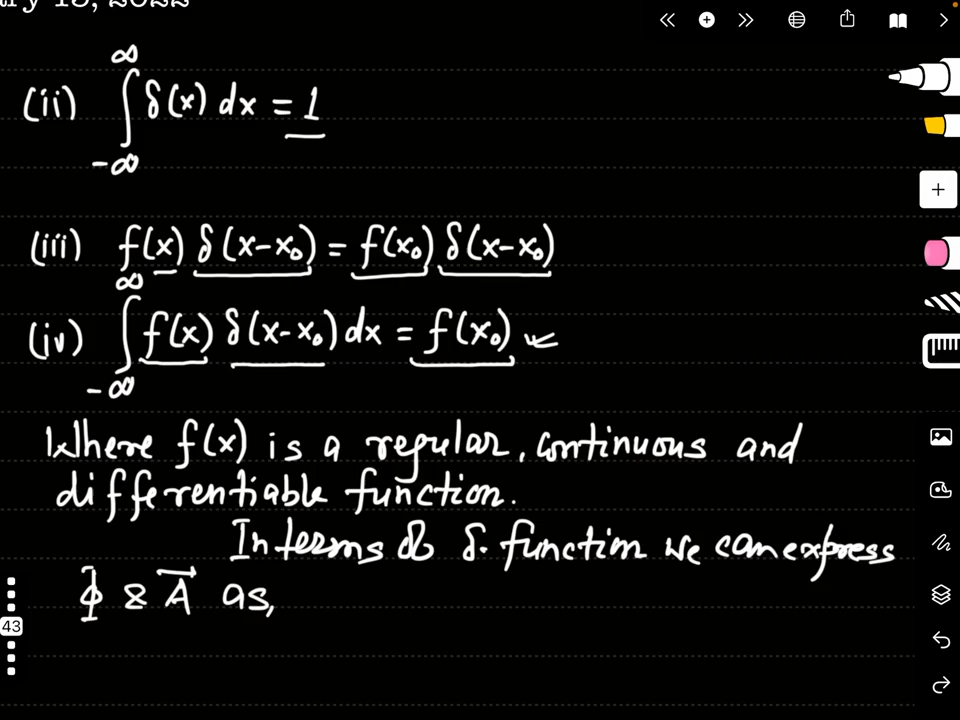 (ii) ∫_{-∞}^{∞} δ(x) dx = 1
(iii) f(x) δ(x-x₀) = f(x₀) δ(x-x₀)
(iv) ∫_{-∞}^{∞} f(x) δ(x-x₀) dx = f(x₀)
Where f(x) is a regular, continuous and
differentiable function.
In terms of δ. function we can express
ϕ & A⃗ as,
43